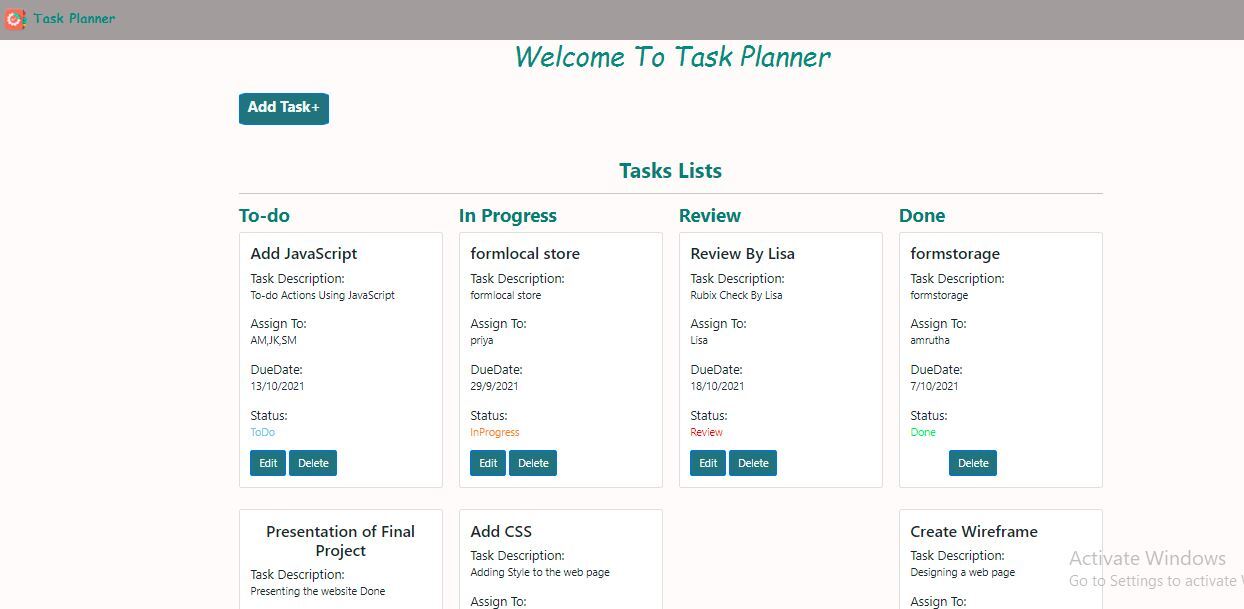 Task Planner
Welcome To Task Planner
Add Task+
Tasks Lists
To-do
Add JavaScript
Task Description:
To-do Actions Using JavaScript
Assign To:
AM,JK,SM
DueDate:
13/10/2021
Status:
ToDo
Edit Delete
Presentation of Final
Project
Task Description:
Presenting the website Done
In Progress
formlocal store
Task Description:
formlocal store
Assign To:
priya
DueDate:
29/9/2021
Status:
InProgress
Edit Delete
Add CSS
Task Description:
Adding Style to the web page
Assign To:
Review
Review By Lisa
Task Description:
Rubix Check By Lisa
Assign To:
Lisa
DueDate:
18/10/2021
Status:
Review
Edit Delete
Done
formstorage
Task Description:
formstorage
Assign To:
amrutha
DueDate:
7/10/2021
Status:
Done
Delete
Create Wireframe
Task Description:
Designing a web page
Assign To:
Activate Windows
Go to Settings to activate